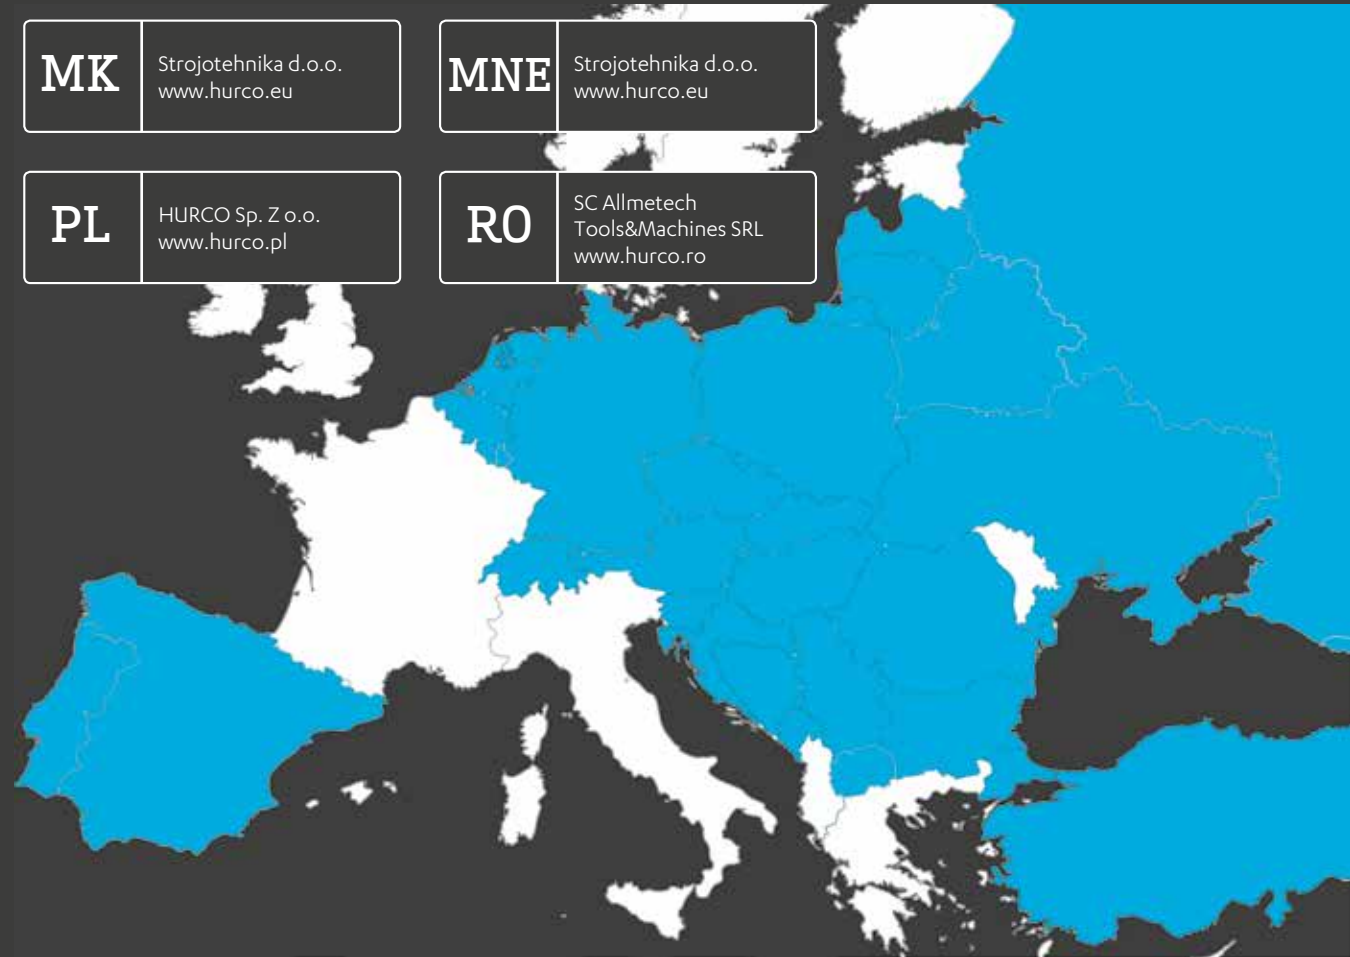 MK
Strojotehnika d.o.o.
www.hurco.eu
MNE
Strojotehnika d.o.o.
www.hurco.eu
PL
HURCO Sp. Z o.o.
www.hurco.pl
RO
SC Allmetech
Tools&Machines SRL
www.hurco.ro